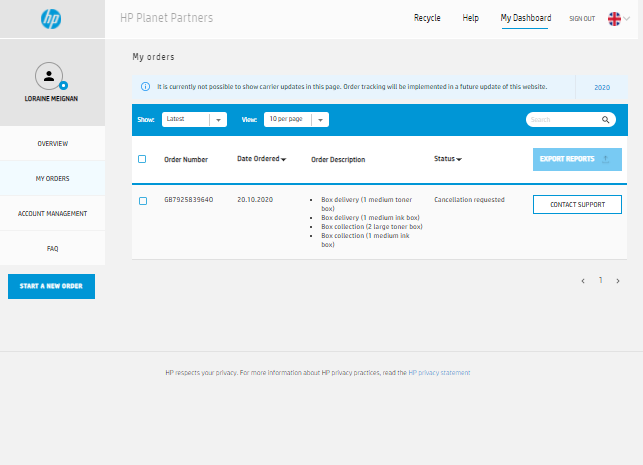 hp
HP Planet Partners
Recycle
Help
My Dashboard
SIGN OUT
LORAINE MEIGNAN
OVERVIEW
MY ORDERS
ACCOUNT MANAGEMENT
FAQ
START A NEW ORDER
My orders
It is currently not possible to show carrier updates in this page. Order tracking will be implemented in a future update of this website.
2020
Show:
Latest
View:
10 per page
Search
Order Number
Date Ordered
Order Description
Status
EXPORT REPORTS
GB7925839640
20.10.2020
• Box delivery (1 medium toner
box)
• Box delivery (1 medium ink box)
• Box collection (2 large toner box)
• Box collection (1 medium ink
box)
Cancellation requested
CONTACT SUPPORT
1
HP respects your privacy. For more information about HP privacy practices, read the HP privacy statement